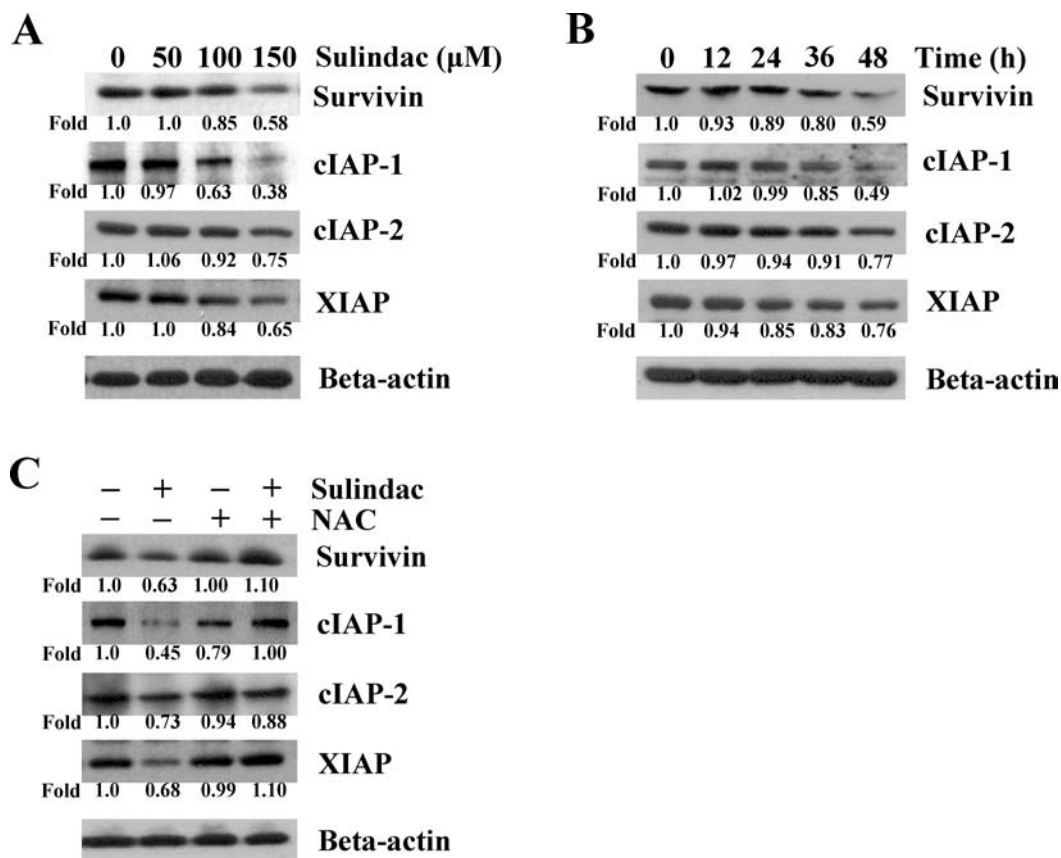 A
0 50 100 150 Sulindac (µM)
Survivin
Fold 1.0 1.0 0.85 0.58
cIAP-1
Fold 1.0 0.97 0.63 0.38
cIAP-2
Fold 1.0 1.06 0.92 0.75
XIAP
Fold 1.0 1.0 0.84 0.65
Beta-actin
B
0 12 24 36 48 Time (h)
Survivin
Fold 1.0 0.93 0.89 0.80 0.59
cIAP-1
Fold 1.0 1.02 0.99 0.85 0.49
cIAP-2
Fold 1.0 0.97 0.94 0.91 0.77
XIAP
Fold 1.0 0.94 0.85 0.83 0.76
Beta-actin
C
− + − + Sulindac
− − + + NAC
Survivin
Fold 1.0 0.63 1.00 1.10
cIAP-1
Fold 1.0 0.45 0.79 1.00
cIAP-2
Fold 1.0 0.73 0.94 0.88
XIAP
Fold 1.0 0.68 0.99 1.10
Beta-actin